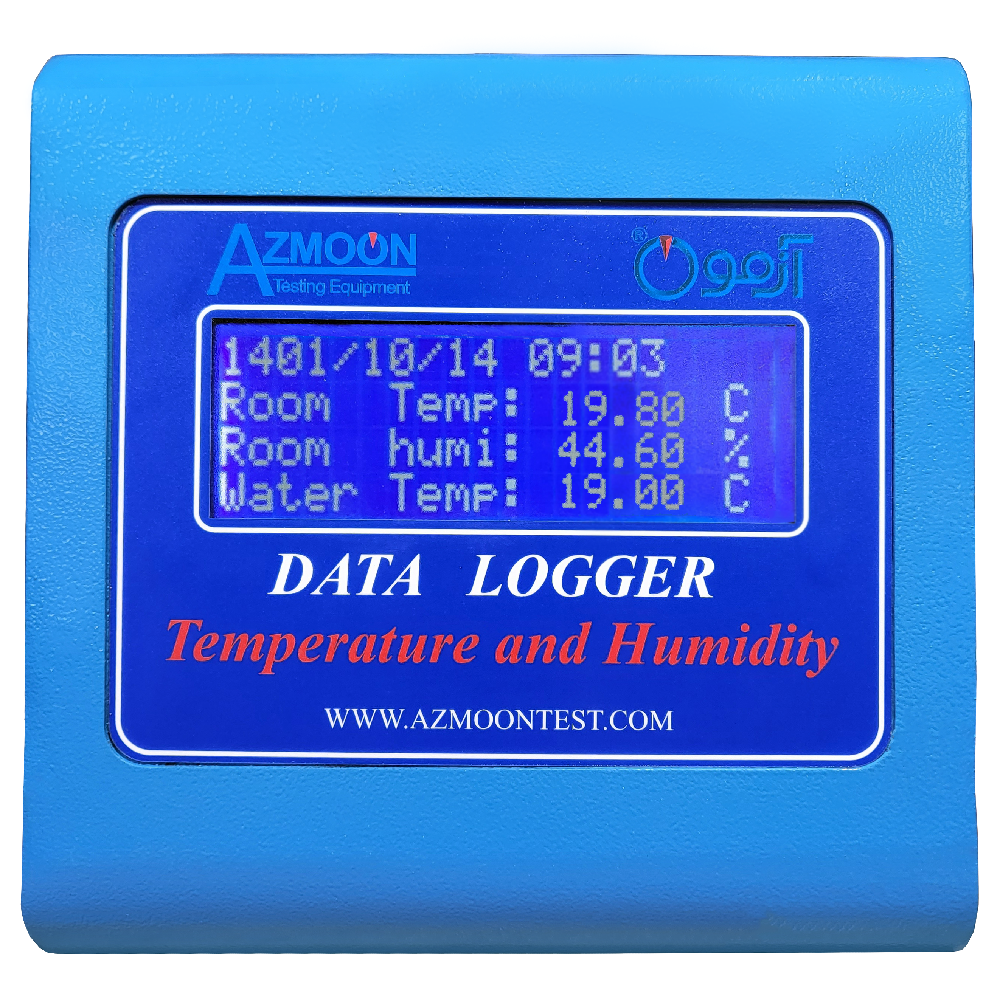 AZMOON
Testing Equipment
آزمون ®
1401/10/14 09:03
Room Temp: 19.80 C
Room humi: 44.60 %
Water Temp: 19.00 C
DATA LOGGER
Temperature and Humidity
WWW.AZMOONTEST.COM